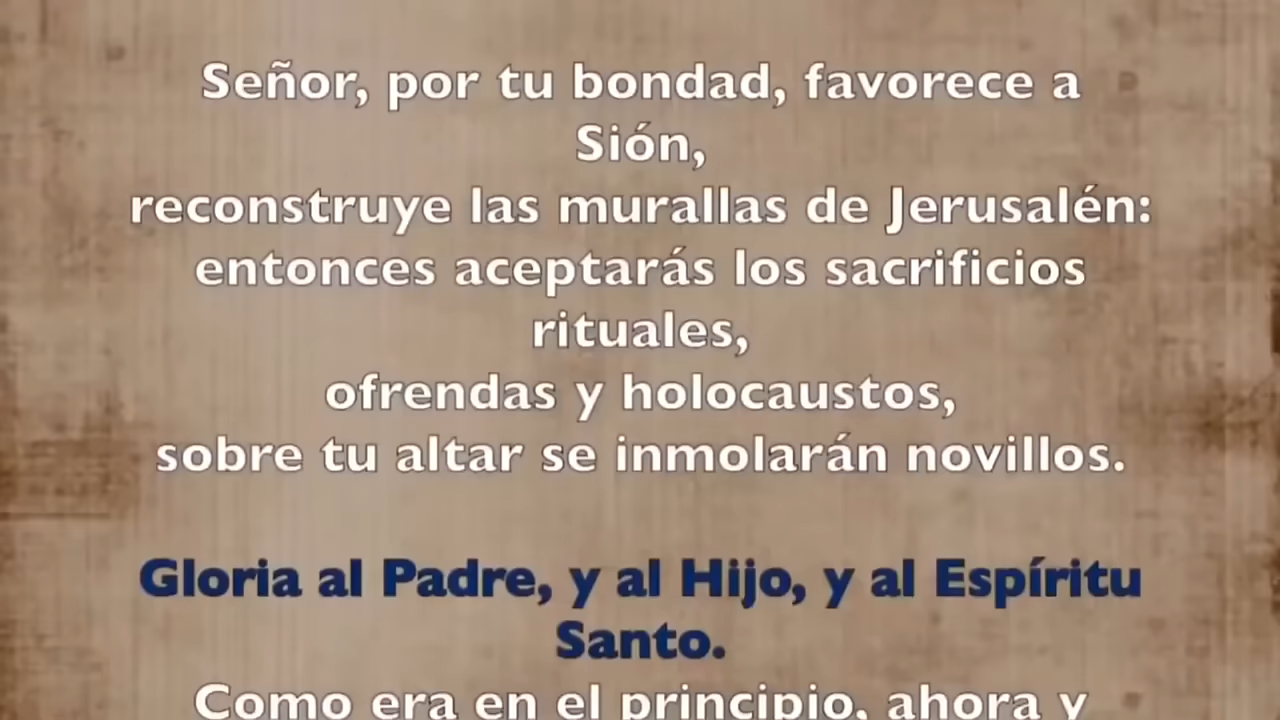 Señor, por tu bondad, favorece a
Sión,
reconstruye las murallas de Jerusalén:
entonces aceptarás los sacrificios
rituales,
ofrendas y holocaustos,
sobre tu altar se inmolarán novillos.
Gloria al Padre, y al Hijo, y al Espíritu
Santo.
Como era en el principio, ahora y